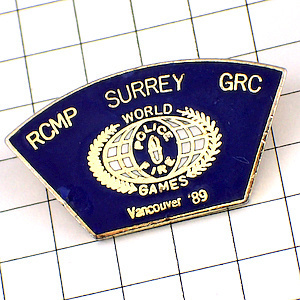 RCMP SURREY GRC
WORLD
POLICE
FIRE
GAMES
Vancouver '89